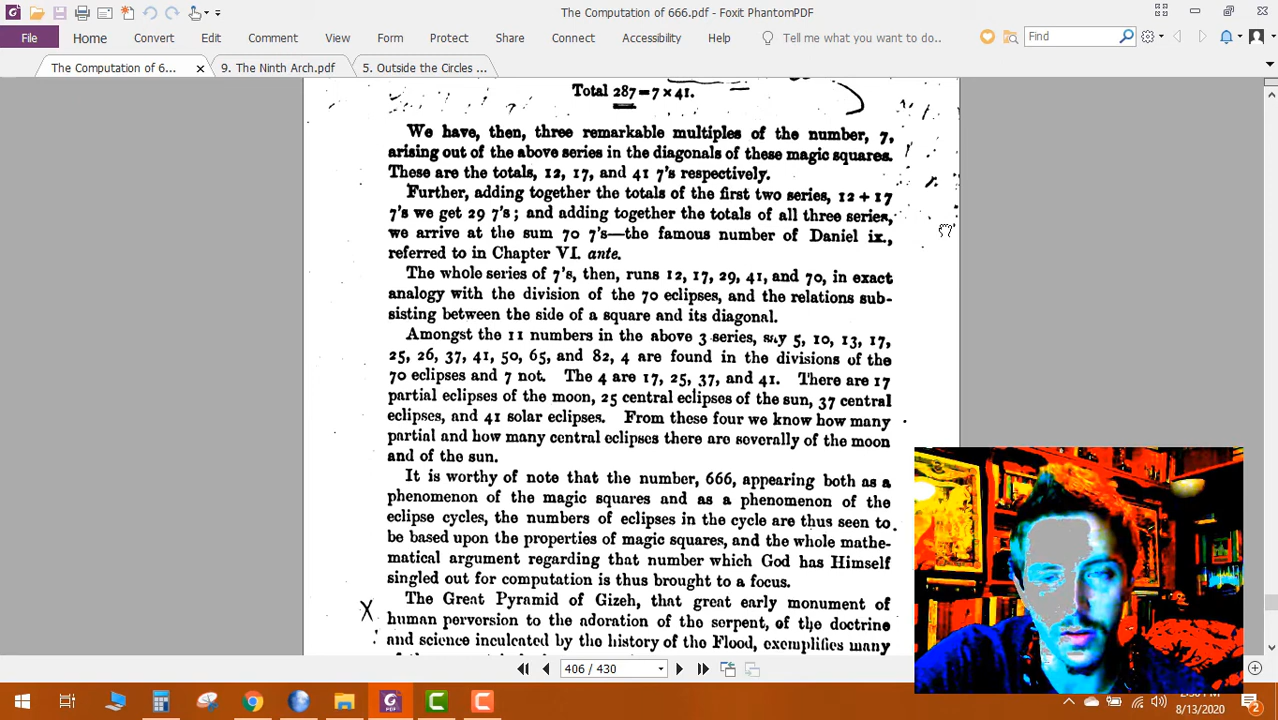 The Computation of 666.pdf - Foxit PhantomPDF
File Home Convert Edit Comment View Form Protect Share Connect Accessibility Help Tell me what you want to do.. Find
The Computation of 6... 9. The Ninth Arch.pdf 5. Outside the Circles ...
Total 287=7 × 41.
We have, then, three remarkable multiples of the number, 7,
arising out of the above series in the diagonals of these magic squares.
These are the totals, 12, 17, and 41 7's respectively.
Further, adding together the totals of the first two series, 12 + 17
7's we get 29 7's; and adding together the totals of all three series,
we arrive at the sum 70 7's—the famous number of Daniel ix.,
referred to in Chapter VI. ante.
The whole series of 7's, then, runs 12, 17, 29, 41, and 70, in exact
analogy with the division of the 70 eclipses, and the relations sub-
sisting between the side of a square and its diagonal.
Amongst the 11 numbers in the above 3 series, say 5, 10, 13, 17,
25, 26, 37, 41, 50, 65, and 82, 4 are found in the divisions of the
70 eclipses and 7 not. The 4 are 17, 25, 37, and 41. There are 17
partial eclipses of the moon, 25 central eclipses of the sun, 37 central
eclipses, and 41 solar eclipses. From these four we know how many
partial and how many central eclipses there are severally of the moon
and of the sun.
It is worthy of note that the number, 666, appearing both as a
phenomenon of the magic squares and as a phenomenon of the
eclipse cycles, the numbers of eclipses in the cycle are thus seen to
be based upon the properties of magic squares, and the whole mathe-
matical argument regarding that number which God has Himself
singled out for computation is thus brought to a focus.
The Great Pyramid of Gizeh, that great early monument of
X
human perversion to the adoration of the serpent, of the doctrine
and science inculcated by the history of the Flood, exemplifies many
406 / 430
8/13/2020
2